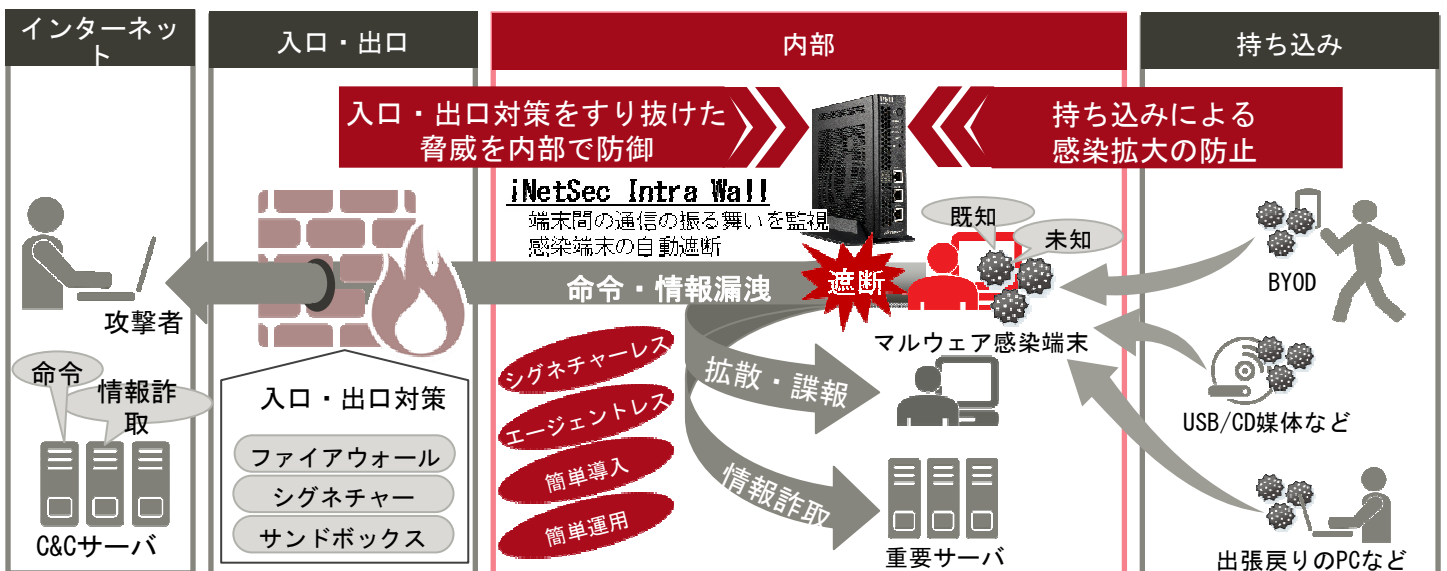 インターネッ
ト
入口・出口
内部
持ち込み
入口・出口対策をすり抜けた
脅威を内部で防御
持ち込みによる
感染拡大の防止
iNetSec Intra Wall
端末間の通信の振る舞いを監視
感染端末の自動遮断
既知
未知
遮断
命令・情報漏洩
攻撃者
マルウェア感染端末
BYOD
命令
情報詐
取
C&Cサーバ
入口・出口対策
ファイアウォール
シグネチャー
サンドボックス
シグネチャーレス
エージェントレス
簡単導入
簡単運用
拡散・諜報
情報詐取
重要サーバ
USB/CD媒体など
出張戻りのPCなど